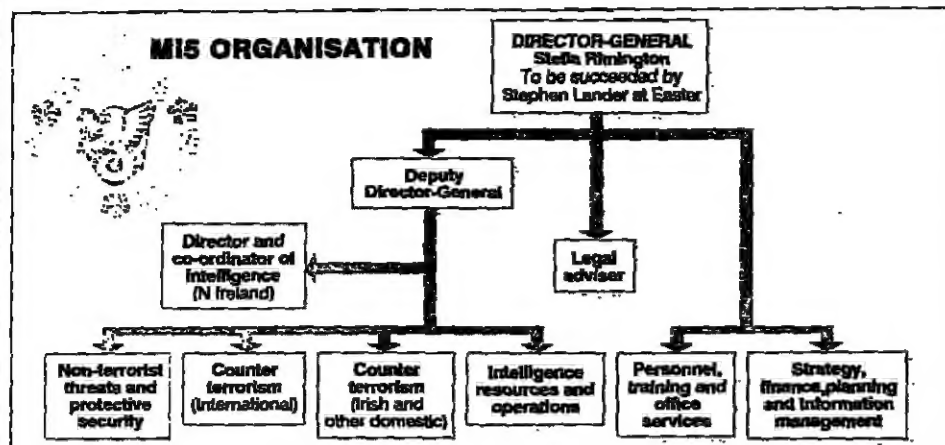 MI5 ORGANISATION
DIRECTOR-GENERAL
Stella Rimington
To be succeeded by
Stephen Lander at Easter
Deputy
Director-General
Director and
co-ordinator of
intelligence
(N Ireland)
Legal
adviser
Non-terrorist
threats and
protective
security
Counter
terrorism
(International)
Counter
terrorism
(Irish and
other domestic)
Intelligence
resources and
operations
Personnel,
training and
office
services
Strategy,
finance,planning
and information
management